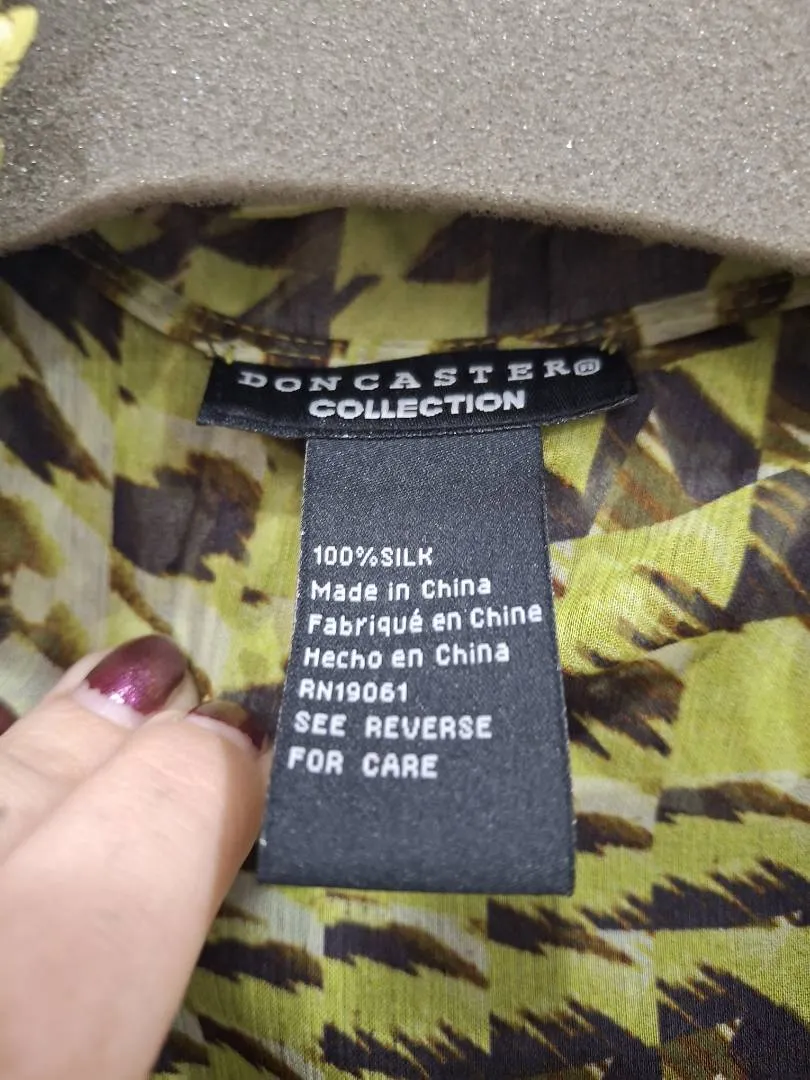 DONCASTER®
COLLECTION
100%SILK
Made in China
Fabriqué en Chine
Hecho en China
RN19061
SEE REVERSE
FOR CARE